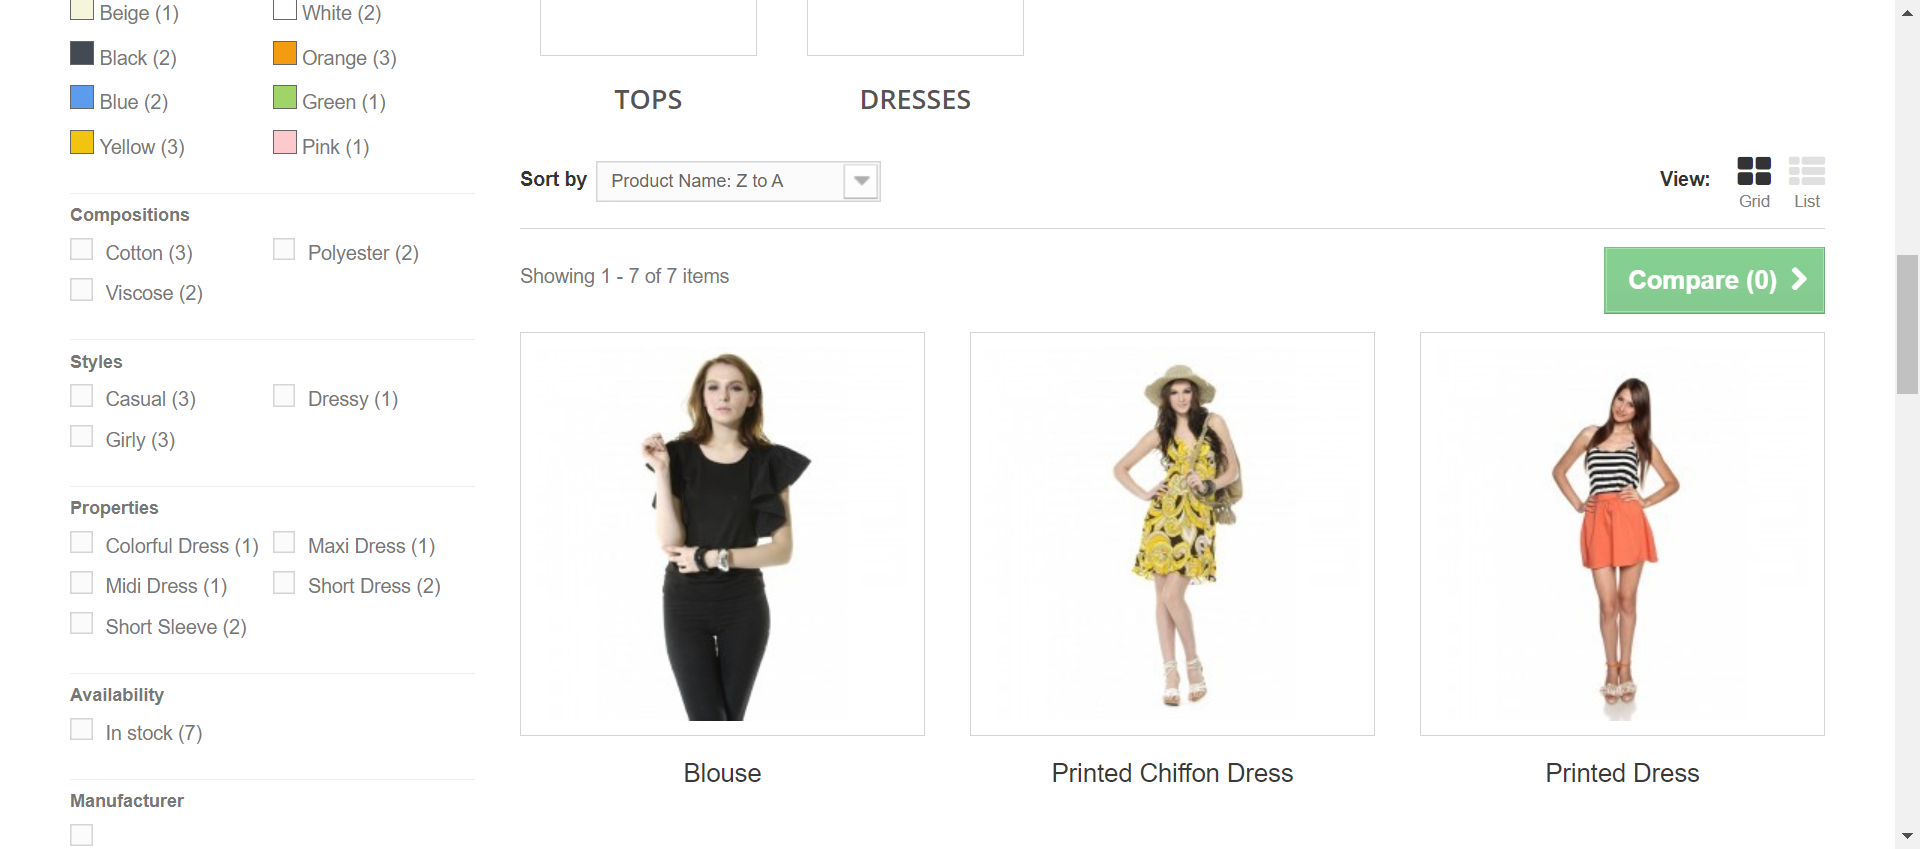 Beige (1)
White (2)
Black (2)
Orange (3)
Blue (2)
Green (1)
Yellow (3)
Pink (1)
Compositions
Cotton (3)
Polyester (2)
Viscose (2)
Styles
Casual (3)
Dressy (1)
Girly (3)
Properties
Colorful Dress (1)
Maxi Dress (1)
Midi Dress (1)
Short Dress (2)
Short Sleeve (2)
Availability
In stock (7)
Manufacturer
TOPS
DRESSES
Sort by
Product Name: Z to A
View:
Grid
List
Showing 1 - 7 of 7 items
Compare (0)
Blouse
Printed Chiffon Dress
Printed Dress